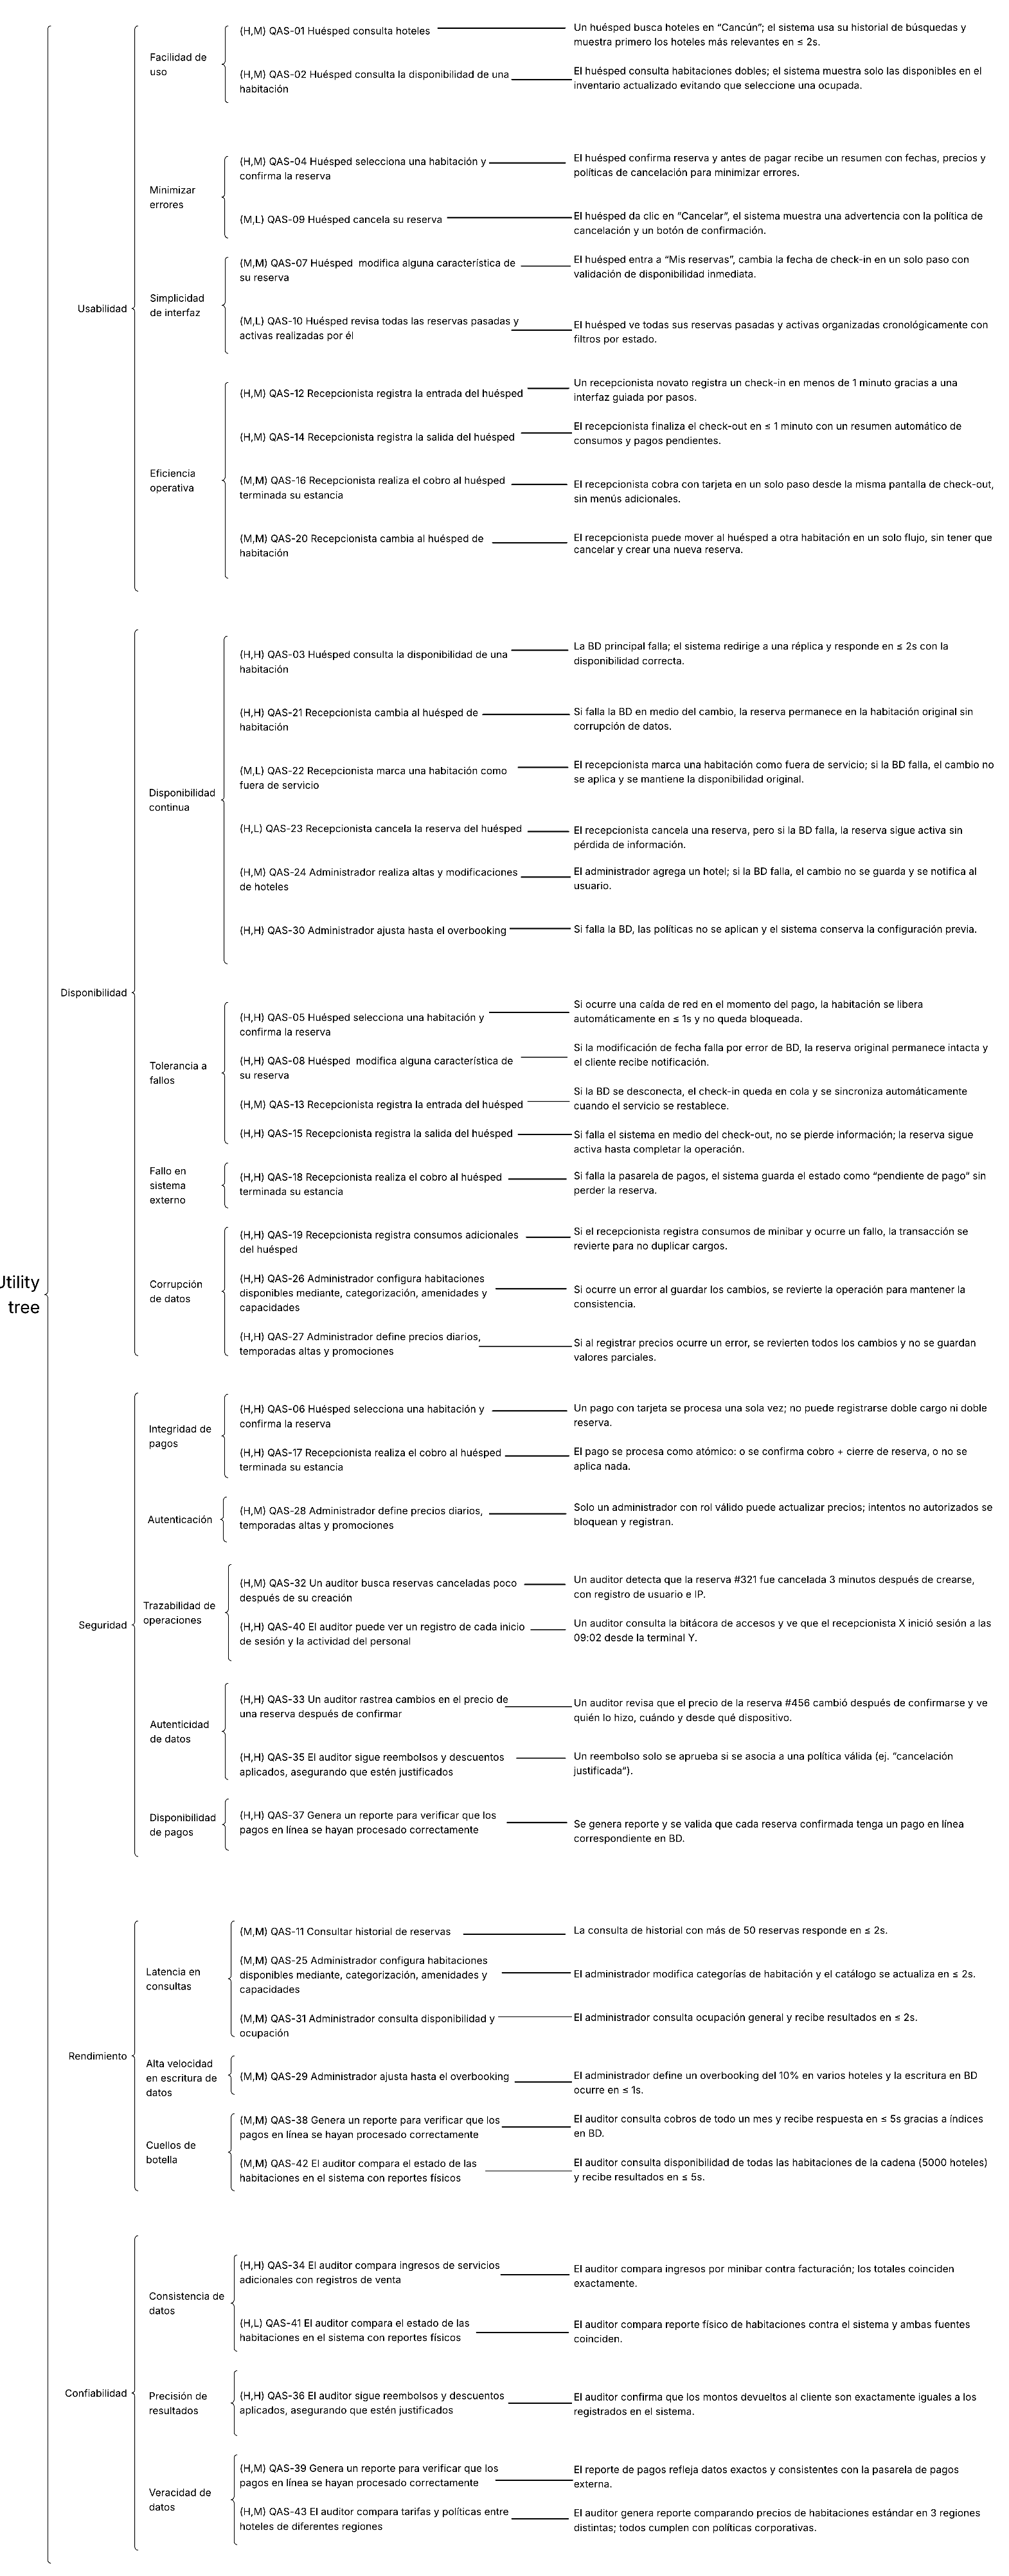 Utility
tree
Usabilidad
Facilidad de
uso
(H,M) QAS-01 Huésped consulta hoteles
Un huésped busca hoteles en “Cancún”; el sistema usa su historial de búsquedas y
muestra primero los hoteles más relevantes en ≤ 2s.
(H,M) QAS-02 Huésped consulta la disponibilidad de una
habitación
El huésped consulta habitaciones dobles; el sistema muestra solo las disponibles en el
inventario actualizado evitando que seleccione una ocupada.
Minimizar
errores
(H,M) QAS-04 Huésped selecciona una habitación y
confirma la reserva
El huésped confirma reserva y antes de pagar recibe un resumen con fechas, precios y
políticas de cancelación para minimizar errores.
(M,L) QAS-09 Huésped cancela su reserva
El huésped da clic en “Cancelar”, el sistema muestra una advertencia con la política de
cancelación y un botón de confirmación.
Simplicidad
de interfaz
(M,M) QAS-07 Huésped  modifica alguna característica de
su reserva
El huésped entra a “Mis reservas”, cambia la fecha de check-in en un solo paso con
validación de disponibilidad inmediata.
(M,L) QAS-10 Huésped revisa todas las reservas pasadas y
activas realizadas por él
El huésped ve todas sus reservas pasadas y activas organizadas cronológicamente con
filtros por estado.
Eficiencia
operativa
(H,M) QAS-12 Recepcionista registra la entrada del huésped
Un recepcionista novato registra un check-in en menos de 1 minuto gracias a una
interfaz guiada por pasos.
(H,M) QAS-14 Recepcionista registra la salida del huésped
El recepcionista finaliza el check-out en ≤ 1 minuto con un resumen automático de
consumos y pagos pendientes.
(M,M) QAS-16 Recepcionista realiza el cobro al huésped
terminada su estancia
El recepcionista cobra con tarjeta en un solo paso desde la misma pantalla de check-out,
sin menús adicionales.
(M,M) QAS-20 Recepcionista cambia al huésped de
habitación
El recepcionista puede mover al huésped a otra habitación en un solo flujo, sin tener que
cancelar y crear una nueva reserva.
Disponibilidad
Disponibilidad
continua
(H,H) QAS-03 Huésped consulta la disponibilidad de una
habitación
La BD principal falla; el sistema redirige a una réplica y responde en ≤ 2s con la
disponibilidad correcta.
(H,H) QAS-21 Recepcionista cambia al huésped de
habitación
Si falla la BD en medio del cambio, la reserva permanece en la habitación original sin
corrupción de datos.
(M,L) QAS-22 Recepcionista marca una habitación como
fuera de servicio
El recepcionista marca una habitación como fuera de servicio; si la BD falla, el cambio no
se aplica y se mantiene la disponibilidad original.
(H,L) QAS-23 Recepcionista cancela la reserva del huésped
El recepcionista cancela una reserva, pero si la BD falla, la reserva sigue activa sin
pérdida de información.
(H,M) QAS-24 Administrador realiza altas y modificaciones
de hoteles
El administrador agrega un hotel; si la BD falla, el cambio no se guarda y se notifica al
usuario.
(H,H) QAS-30 Administrador ajusta hasta el overbooking
Si falla la BD, las políticas no se aplican y el sistema conserva la configuración previa.
Tolerancia a
fallos
(H,H) QAS-05 Huésped selecciona una habitación y
confirma la reserva
Si ocurre una caída de red en el momento del pago, la habitación se libera
automáticamente en ≤ 1s y no queda bloqueada.
(H,H) QAS-08 Huésped  modifica alguna característica de
su reserva
Si la modificación de fecha falla por error de BD, la reserva original permanece intacta y
el cliente recibe notificación.
(H,M) QAS-13 Recepcionista registra la entrada del huésped
Si la BD se desconecta, el check-in queda en cola y se sincroniza automáticamente
cuando el servicio se restablece.
(H,H) QAS-15 Recepcionista registra la salida del huésped
Si falla el sistema en medio del check-out, no se pierde información; la reserva sigue
activa hasta completar la operación.
Fallo en
sistema
externo
(H,H) QAS-18 Recepcionista realiza el cobro al huésped
terminada su estancia
Si falla la pasarela de pagos, el sistema guarda el estado como “pendiente de pago” sin
perder la reserva.
Corrupción
de datos
(H,H) QAS-19 Recepcionista registra consumos adicionales
del huésped
Si el recepcionista registra consumos de minibar y ocurre un fallo, la transacción se
revierte para no duplicar cargos.
(H,H) QAS-26 Administrador configura habitaciones
disponibles mediante, categorización, amenidades y
capacidades
Si ocurre un error al guardar los cambios, se revierte la operación para mantener la
consistencia.
(H,H) QAS-27 Administrador define precios diarios,
temporadas altas y promociones
Si al registrar precios ocurre un error, se revierten todos los cambios y no se guardan
valores parciales.
Seguridad
Integridad de
pagos
(H,H) QAS-06 Huésped selecciona una habitación y
confirma la reserva
Un pago con tarjeta se procesa una sola vez; no puede registrarse doble cargo ni doble
reserva.
(H,H) QAS-17 Recepcionista realiza el cobro al huésped
terminada su estancia
El pago se procesa como atómico: o se confirma cobro + cierre de reserva, o no se
aplica nada.
Autenticación
(H,M) QAS-28 Administrador define precios diarios,
temporadas altas y promociones
Solo un administrador con rol válido puede actualizar precios; intentos no autorizados se
bloquean y registran.
Trazabilidad de
operaciones
(H,M) QAS-32 Un auditor busca reservas canceladas poco
después de su creación
Un auditor detecta que la reserva #321 fue cancelada 3 minutos después de crearse,
con registro de usuario e IP.
(H,H) QAS-40 El auditor puede ver un registro de cada inicio
de sesión y la actividad del personal
Un auditor consulta la bitácora de accesos y ve que el recepcionista X inició sesión a las
09:02 desde la terminal Y.
Autenticidad
de datos
(H,H) QAS-33 Un auditor rastrea cambios en el precio de
una reserva después de confirmar
Un auditor revisa que el precio de la reserva #456 cambió después de confirmarse y ve
quién lo hizo, cuándo y desde qué dispositivo.
(H,H) QAS-35 El auditor sigue reembolsos y descuentos
aplicados, asegurando que estén justificados
Un reembolso solo se aprueba si se asocia a una política válida (ej. “cancelación
justificada”).
Disponibilidad
de pagos
(H,H) QAS-37 Genera un reporte para verificar que los
pagos en línea se hayan procesado correctamente
Se genera reporte y se valida que cada reserva confirmada tenga un pago en línea
correspondiente en BD.
Rendimiento
Latencia en
consultas
(M,M) QAS-11 Consultar historial de reservas
La consulta de historial con más de 50 reservas responde en ≤ 2s.
(M,M) QAS-25 Administrador configura habitaciones
disponibles mediante, categorización, amenidades y
capacidades
El administrador modifica categorías de habitación y el catálogo se actualiza en ≤ 2s.
(M,M) QAS-31 Administrador consulta disponibilidad y
ocupación
El administrador consulta ocupación general y recibe resultados en ≤ 2s.
Alta velocidad
en escritura de
datos
(M,M) QAS-29 Administrador ajusta hasta el overbooking
El administrador define un overbooking del 10% en varios hoteles y la escritura en BD
ocurre en ≤ 1s.
Cuellos de
botella
(M,M) QAS-38 Genera un reporte para verificar que los
pagos en línea se hayan procesado correctamente
El auditor consulta cobros de todo un mes y recibe respuesta en ≤ 5s gracias a índices
en BD.
(M,M) QAS-42 El auditor compara el estado de las
habitaciones en el sistema con reportes físicos
El auditor consulta disponibilidad de todas las habitaciones de la cadena (5000 hoteles)
y recibe resultados en ≤ 5s.
Confiabilidad
Consistencia de
datos
(H,H) QAS-34 El auditor compara ingresos de servicios
adicionales con registros de venta
El auditor compara ingresos por minibar contra facturación; los totales coinciden
exactamente.
(H,L) QAS-41 El auditor compara el estado de las
habitaciones en el sistema con reportes físicos
El auditor compara reporte físico de habitaciones contra el sistema y ambas fuentes
coinciden.
Precisión de
resultados
(H,H) QAS-36 El auditor sigue reembolsos y descuentos
aplicados, asegurando que estén justificados
El auditor confirma que los montos devueltos al cliente son exactamente iguales a los
registrados en el sistema.
Veracidad de
datos
(H,M) QAS-39 Genera un reporte para verificar que los
pagos en línea se hayan procesado correctamente
El reporte de pagos refleja datos exactos y consistentes con la pasarela de pagos
externa.
(H,M) QAS-43 El auditor compara tarifas y políticas entre
hoteles de diferentes regiones
El auditor genera reporte comparando precios de habitaciones estándar en 3 regiones
distintas; todos cumplen con políticas corporativas.